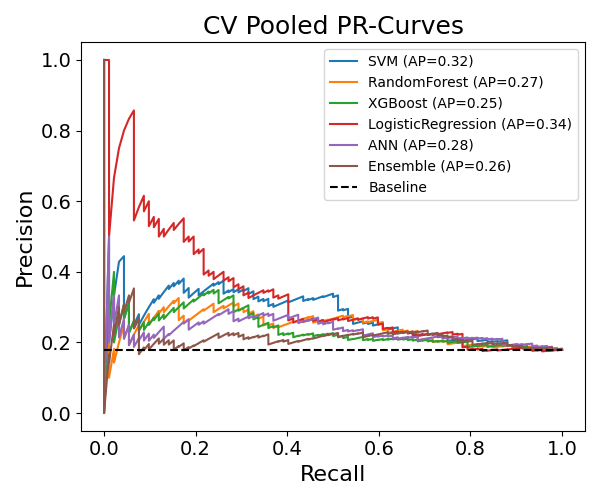 CV Pooled PR-Curves
SVM (AP=0.32)
RandomForest (AP=0.27)
XGBoost (AP=0.25)
LogisticRegression (AP=0.34)
ANN (AP=0.28)
Ensemble (AP=0.26)
Baseline
Precision
1.0
0.8
0.6
0.4
0.2
0.0
0.0 0.2 0.4 0.6 0.8 1.0
Recall